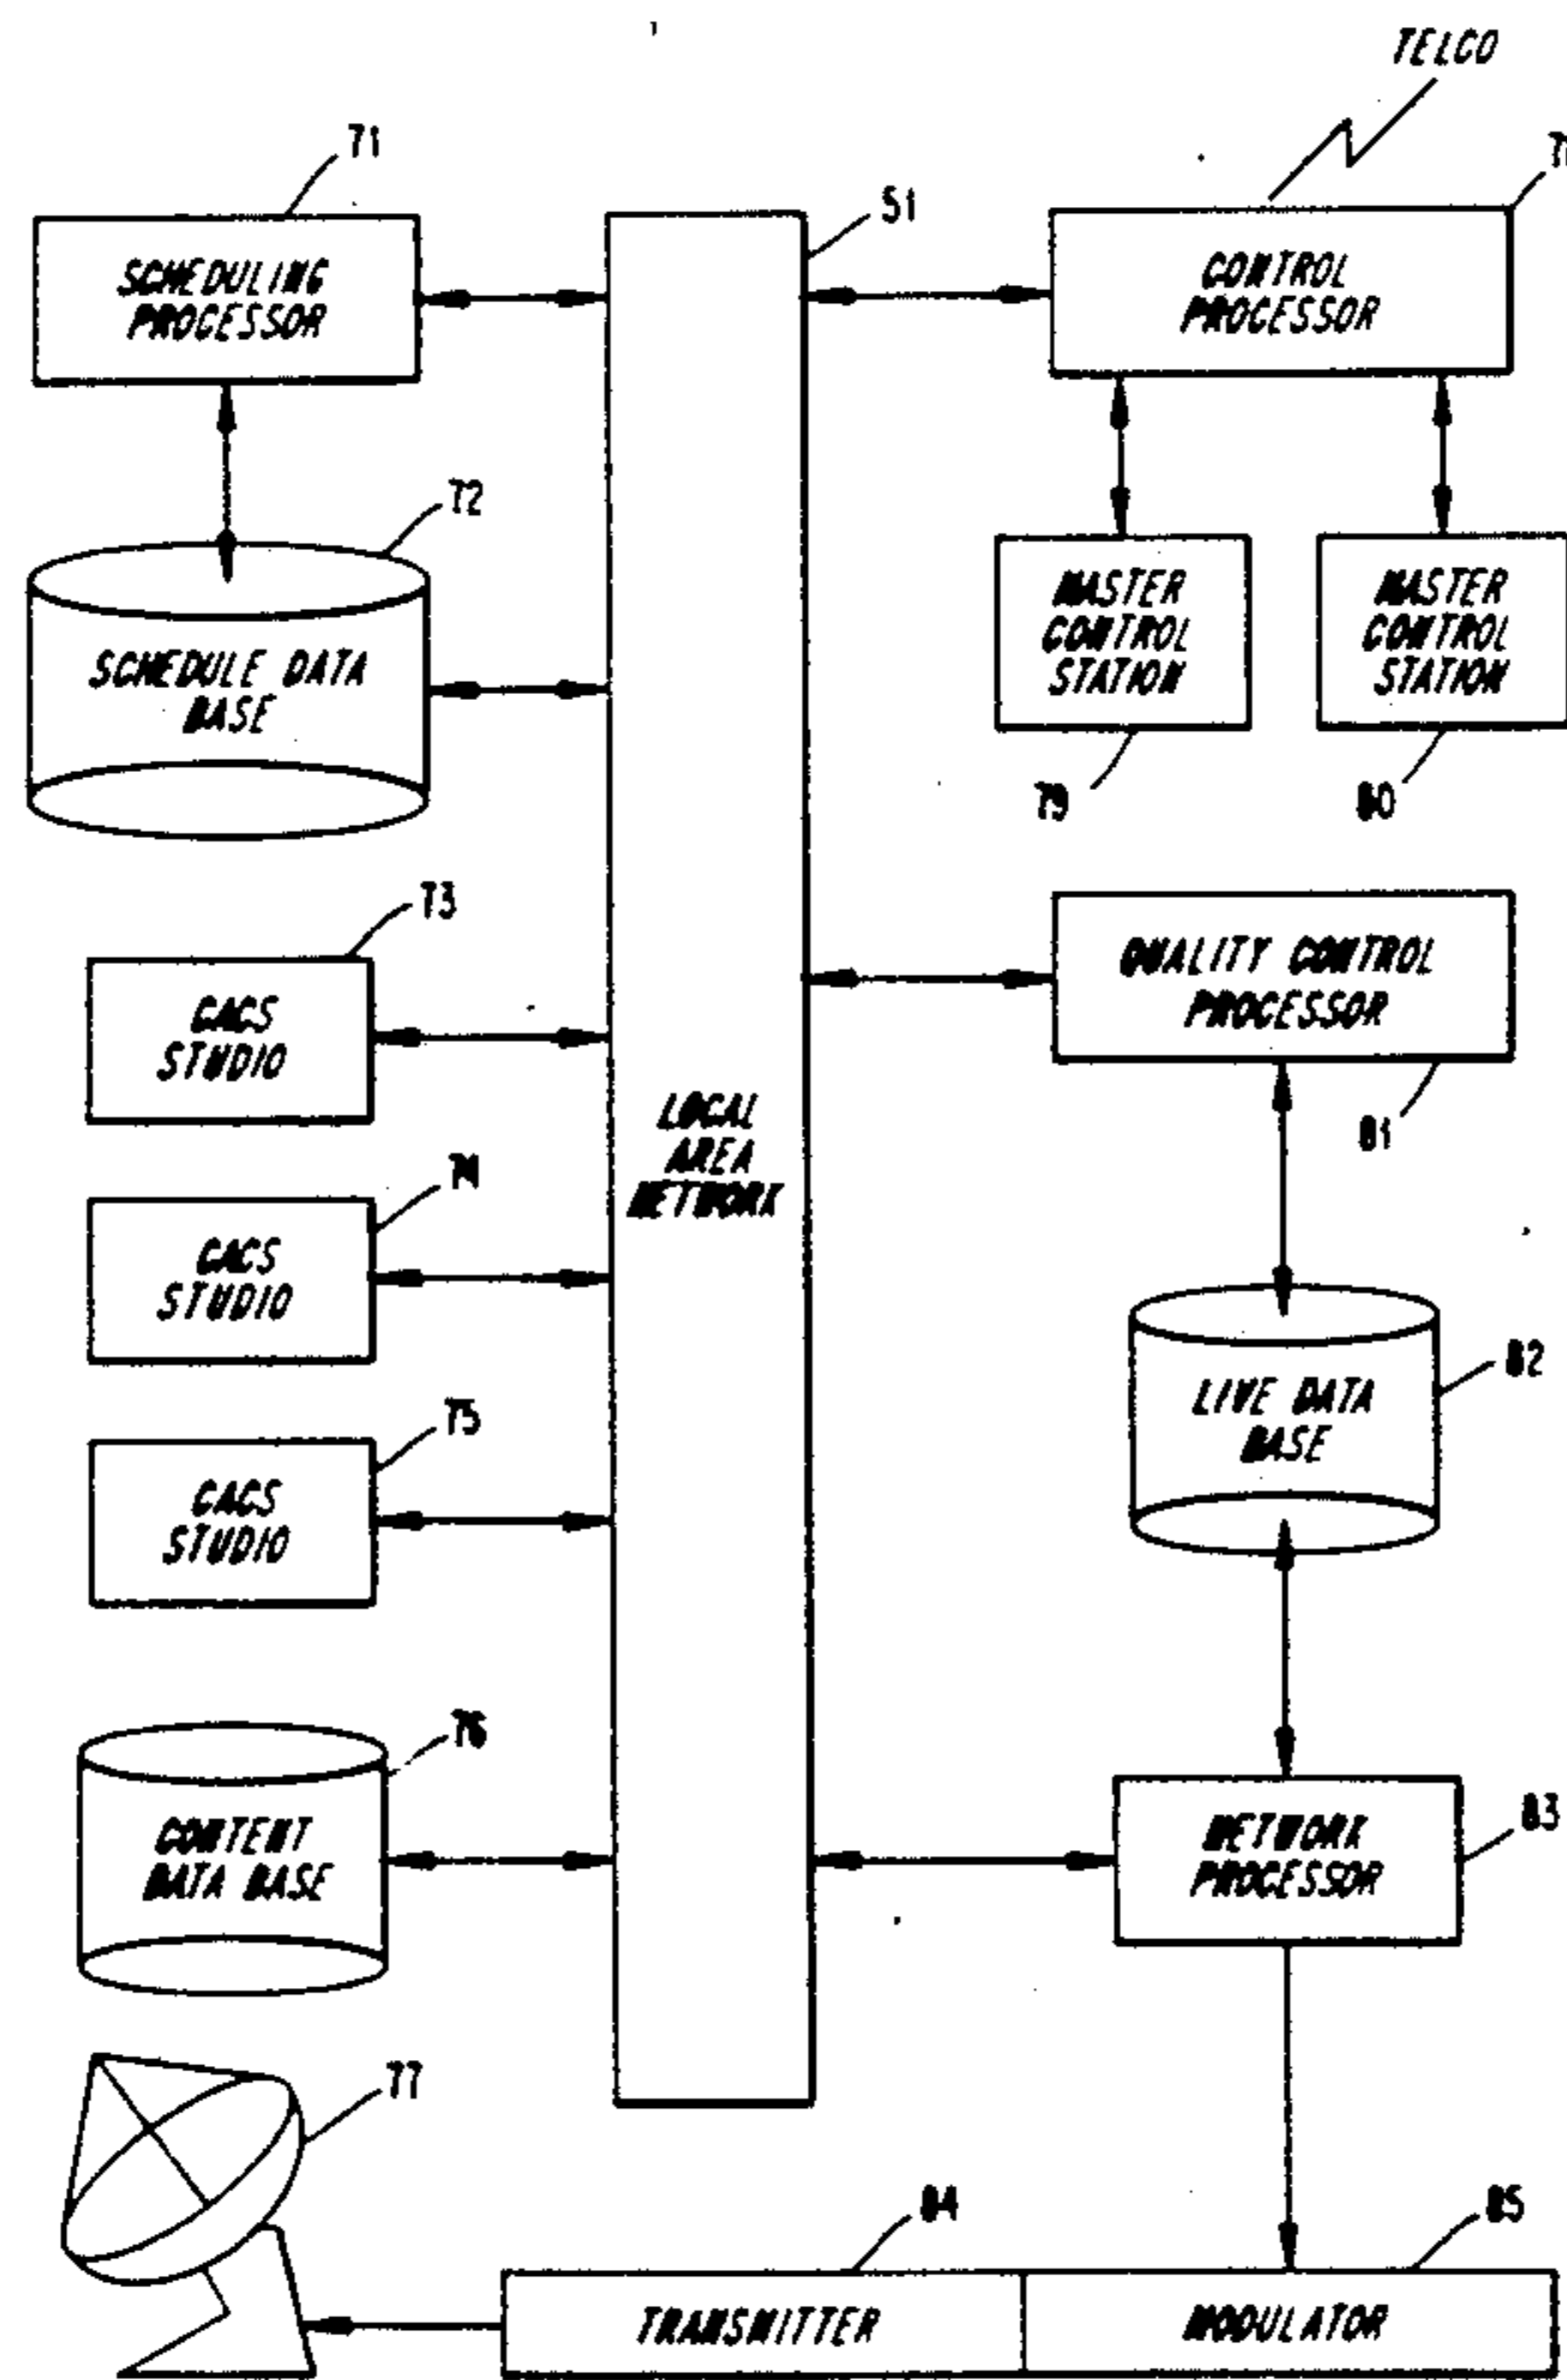 TELCO
71
51
SCHEDULING
PROCESSOR
CONTROL
PROCESSOR
72
SCHEDULE DATA
BASE
MASTER
CONTROL
STATION
MASTER
CONTROL
STATION
79
80
73
CACS
STUDIO
QUALITY CONTROL
PROCESSOR
81
LOCAL
AREA
NETWORK
74
CACS
STUDIO
82
LIVE DATA
BASE
75
CACS
STUDIO
76
CONTENT
DATA BASE
83
NETWORK
PROCESSOR
77
84
85
TRANSMITTER
MODULATOR